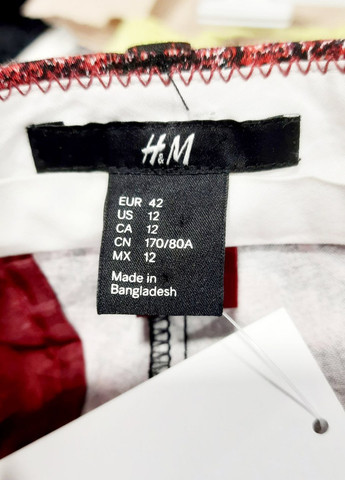 H&M
EUR 42
US 12
CA 12
CN 170/80A
MX 12
Made in
Bangladesh